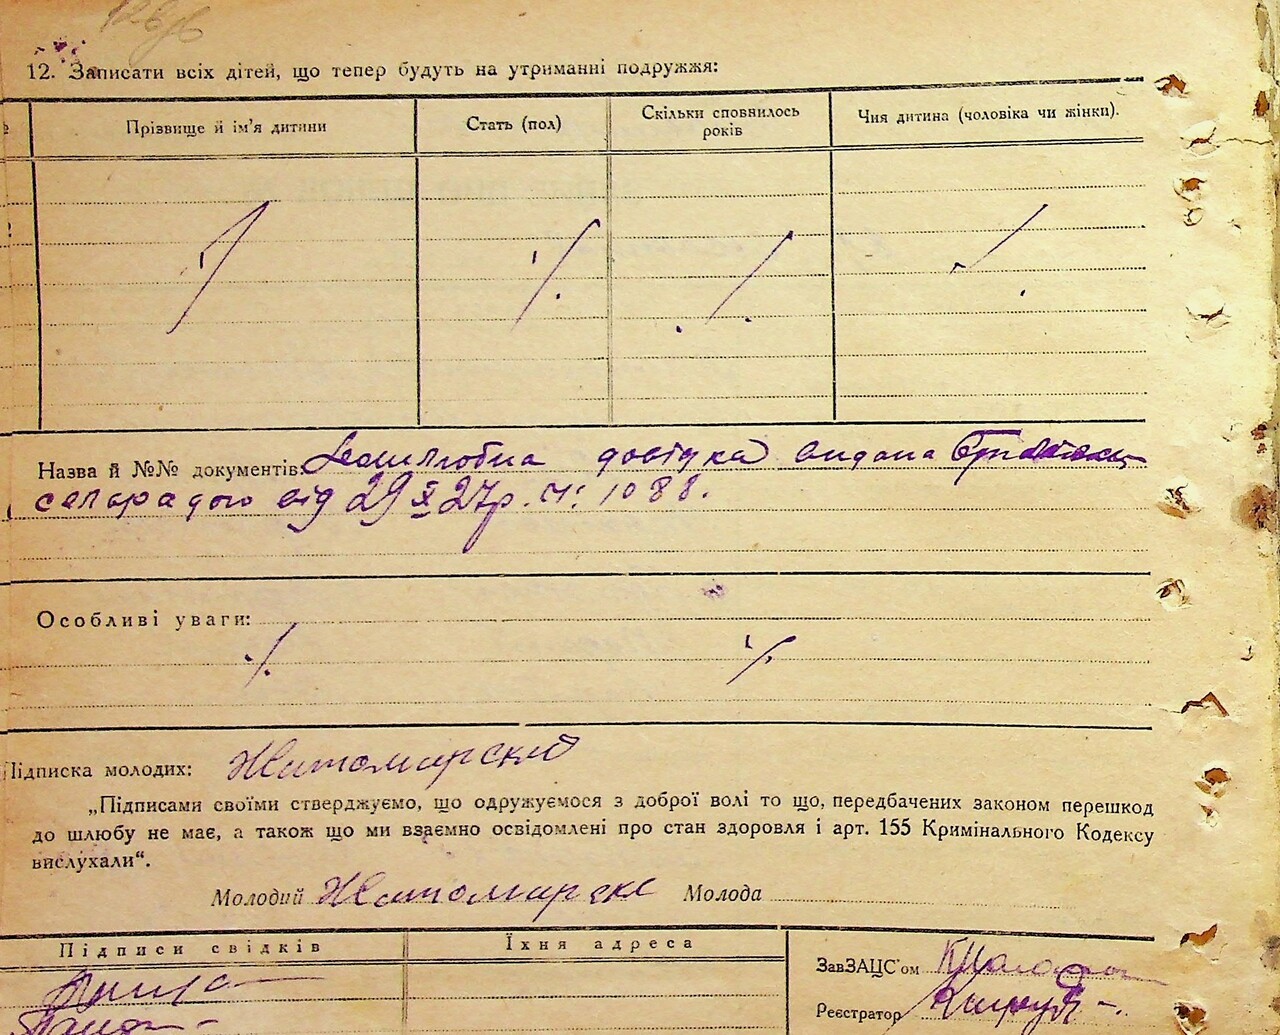 12. Записати всіх дітей, що тепер будуть на утриманні подружжя:
Прізвище й ім'я дитини
Стать (пол)
Скільки сповнилось
років
Чия дитина (чоловіка чи жінки).
Назва й №№ документів: довідка видана
сельрадою від 29 X 27р. ч: 1088.
Особливі уваги:
Підписка молодих: Житомирский
„Підписами своїми стверджуємо, що одружуємося з доброї волі то що, передбачених законом перешкод
до шлюбу не має, а також що ми взаємно освідомлені про стан здоровля і арт. 155 Кримінального Кодексу
вислухали“.
Молодий Житомирска Молода
Підписи свідків
Їхня адреса
ЗавЗАЦС'ом
Реєстратор